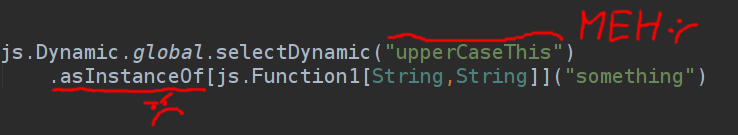 MEH :(
js.Dynamic.global.selectDynamic("upperCaseThis")
.asInstanceOf[js.Function1[String,String]]("something")